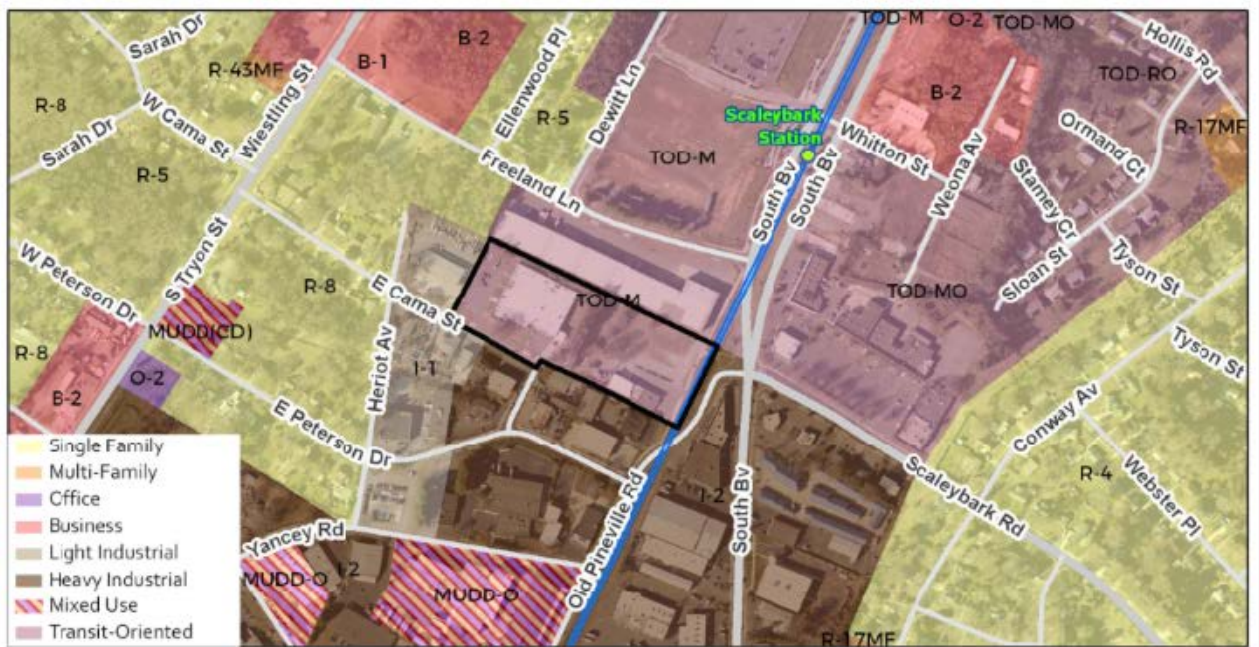 Sarah Dr
R-8
R-43MF
B-1
B-2
Ellenwood Pl
Dewitt Ln
TOD-M
O-2
TOD-MO
Hollis Rd
TOD-RO
W Cama St
Wiestling St
Sarah Dr
R-5
R-5
Freeland Ln
TOD-M
Scaleybark
Station
B-2
Whitton St
Weona Av
Ormand Ct
R-17MF
Stamey Cr
South Bv
South Bv
Sloan St
Tyson St
W Peterson Dr
S Tryon St
R-8
E Cama St
TOD-M
TOD-MO
Tyson St
MUDD(CD)
R-8
B-2
O-2
Heriot Av
I-1
E Peterson Dr
Conway Av
R-4
Webster Pl
Scaleybark Rd
I-2
South Bv
Old Pineville Rd
Yancey Rd
MUDD-O
I-2
MUDD-O
R-17MF
Single Family
Multi-Family
Office
Business
Light Industrial
Heavy Industrial
Mixed Use
Transit-Oriented